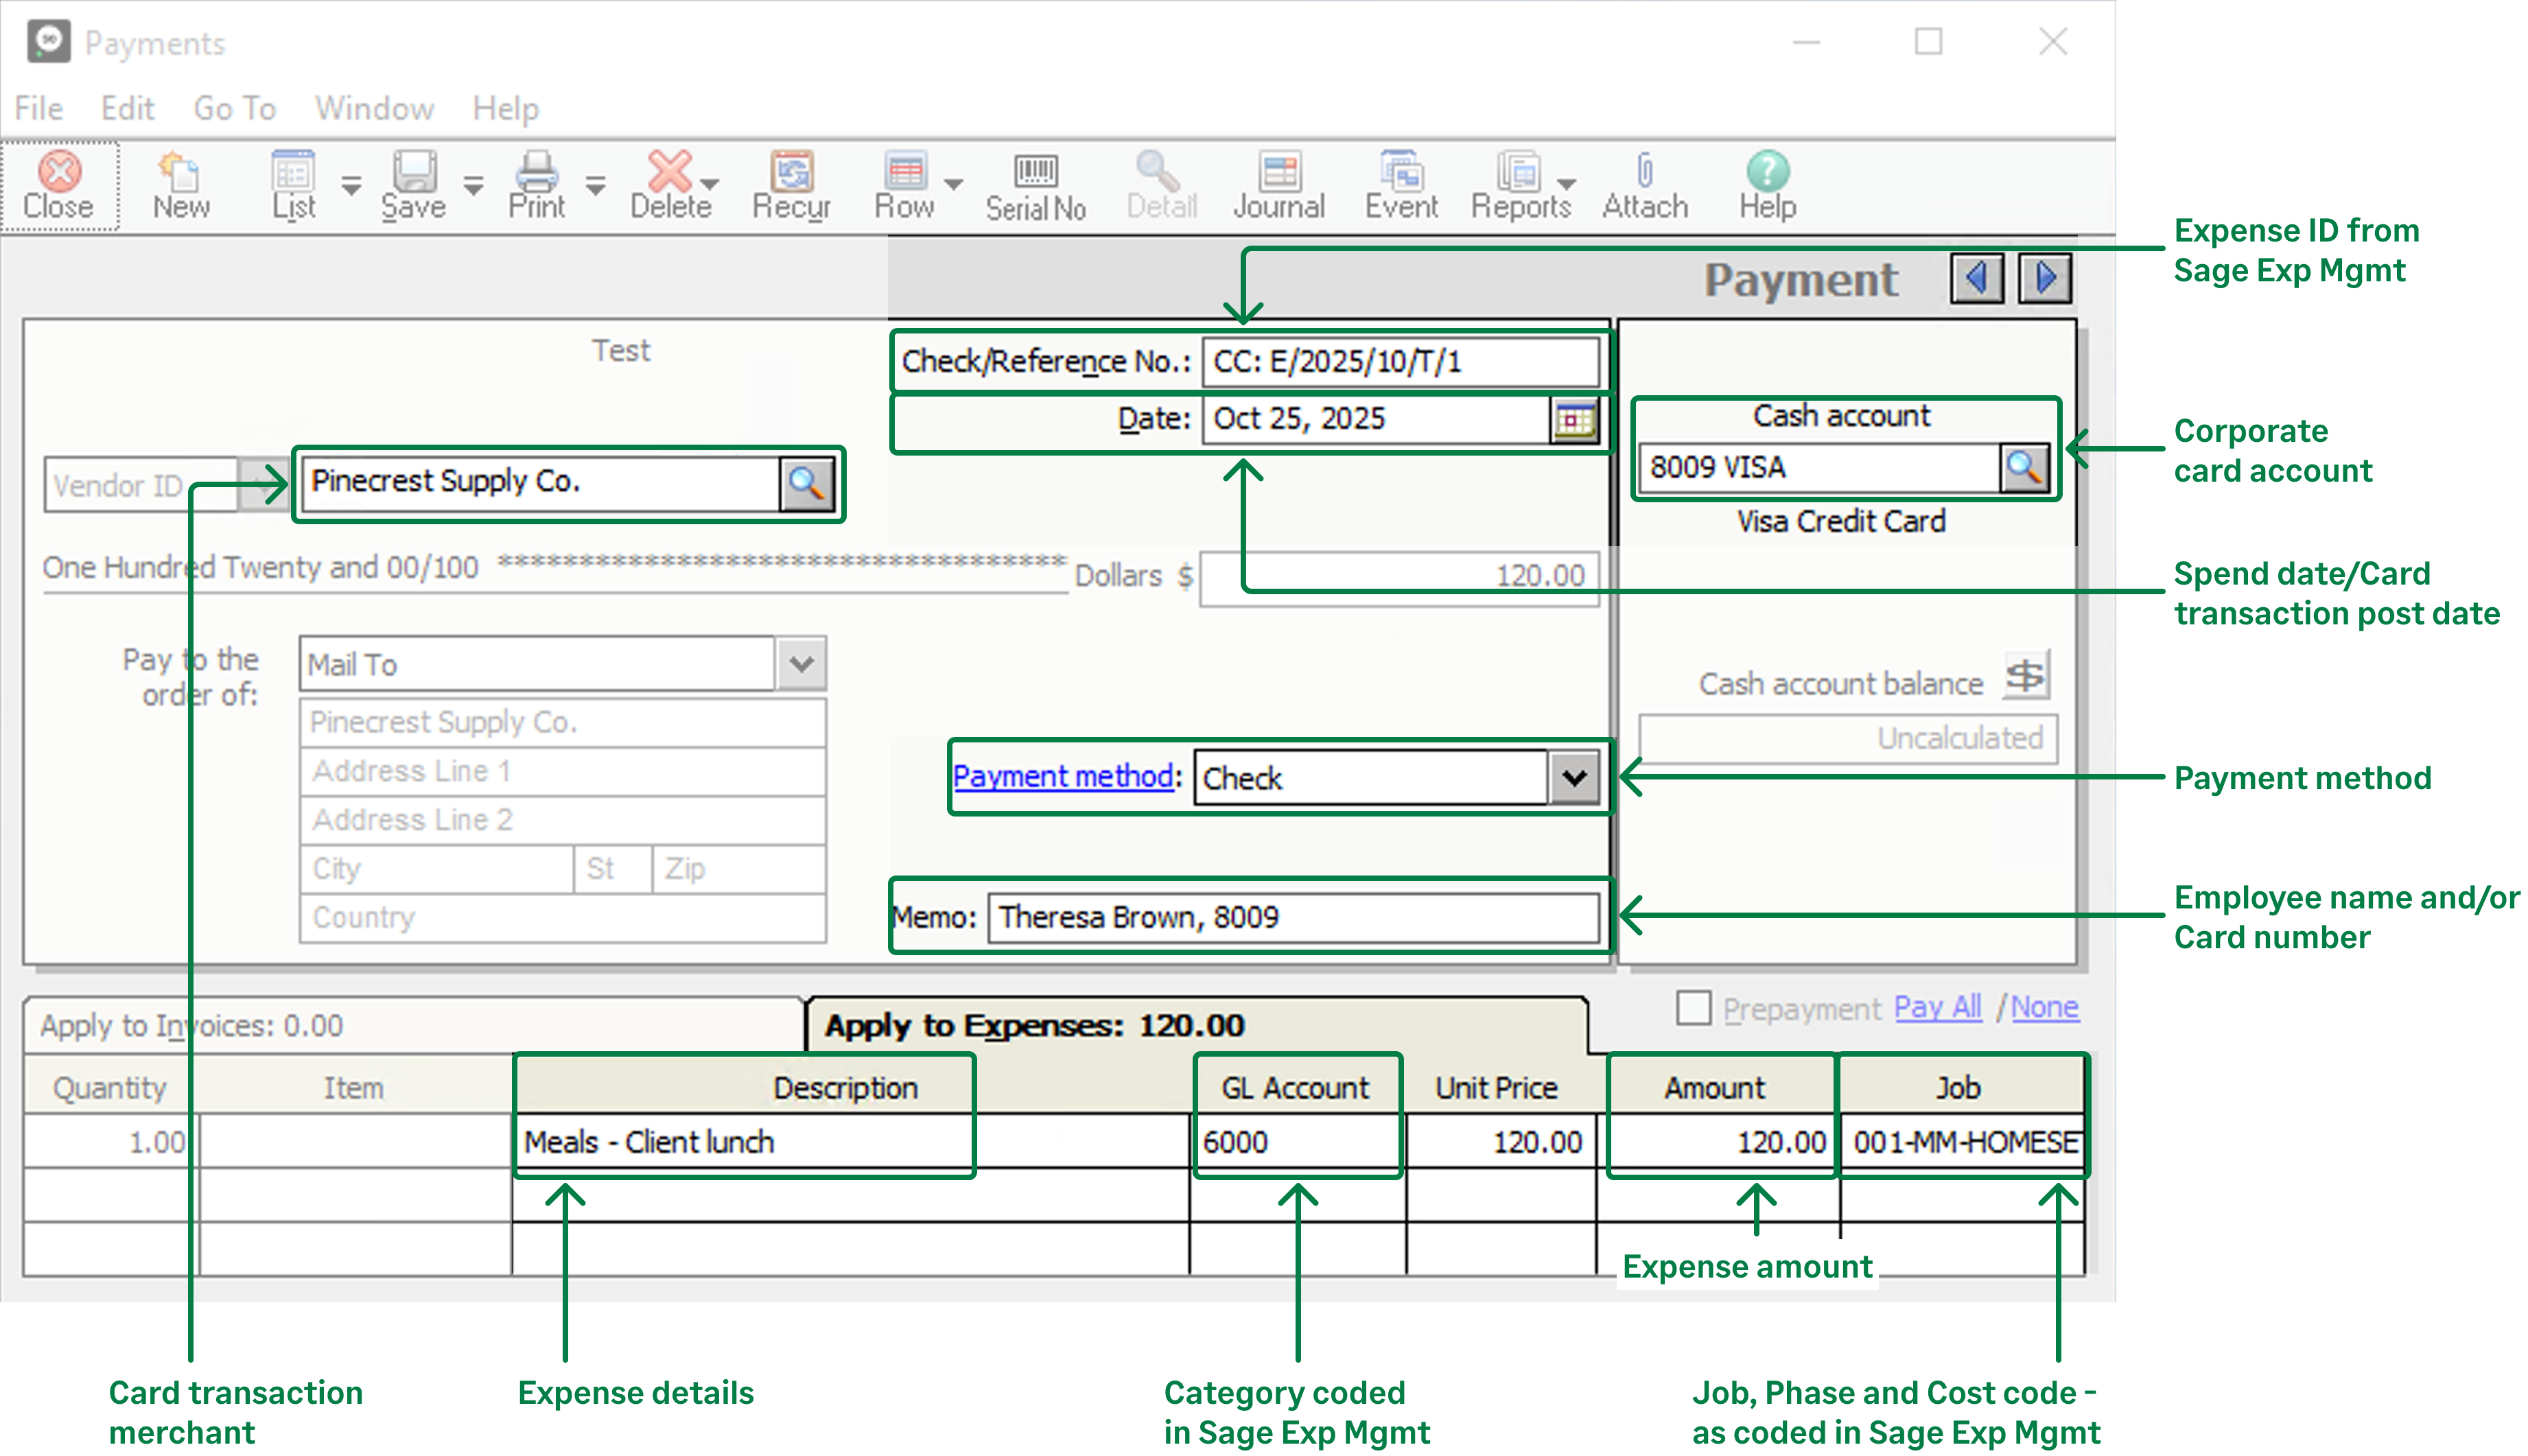 Payments
File Edit Go To Window Help
Close New List Save Print Delete Recur Row Serial No Detail Journal Event Reports Attach Help
Expense ID from
Sage Exp Mgmt
Payment
Test
Check/Reference No.: CC: E/2025/10/T/1
Date: Oct 25, 2025
Cash account
8009 VISA
Visa Credit Card
Corporate
card account
Vendor ID Pinecrest Supply Co.
One Hundred Twenty and 00/100 ************************************ Dollars $ 120.00
Spend date/Card
transaction post date
Pay to the
order of:
Mail To
Pinecrest Supply Co.
Address Line 1
Address Line 2
City St Zip
Country
Cash account balance
Uncalculated
Payment method: Check
Payment method
Memo: Theresa Brown, 8009
Employee name and/or
Card number
Apply to Invoices: 0.00
Apply to Expenses: 120.00
Prepayment Pay All / None
Quantity Item Description GL Account Unit Price Amount Job
1.00 Meals - Client lunch 6000 120.00 120.00 001-MM-HOMESE
Expense amount
Card transaction
merchant
Expense details
Category coded
in Sage Exp Mgmt
Job, Phase and Cost code -
as coded in Sage Exp Mgmt